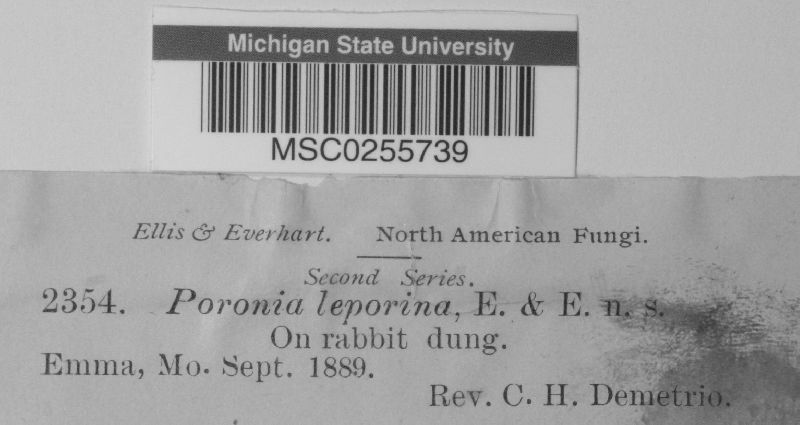 Michigan State University
MSC0255739
Ellis & Everhart. North American Fungi.
Second Series.
2354. Poronia leporina, E. & E. n. s.
On rabbit dung.
Emma, Mo. Sept. 1889.
Rev. C. H. Demetrio.